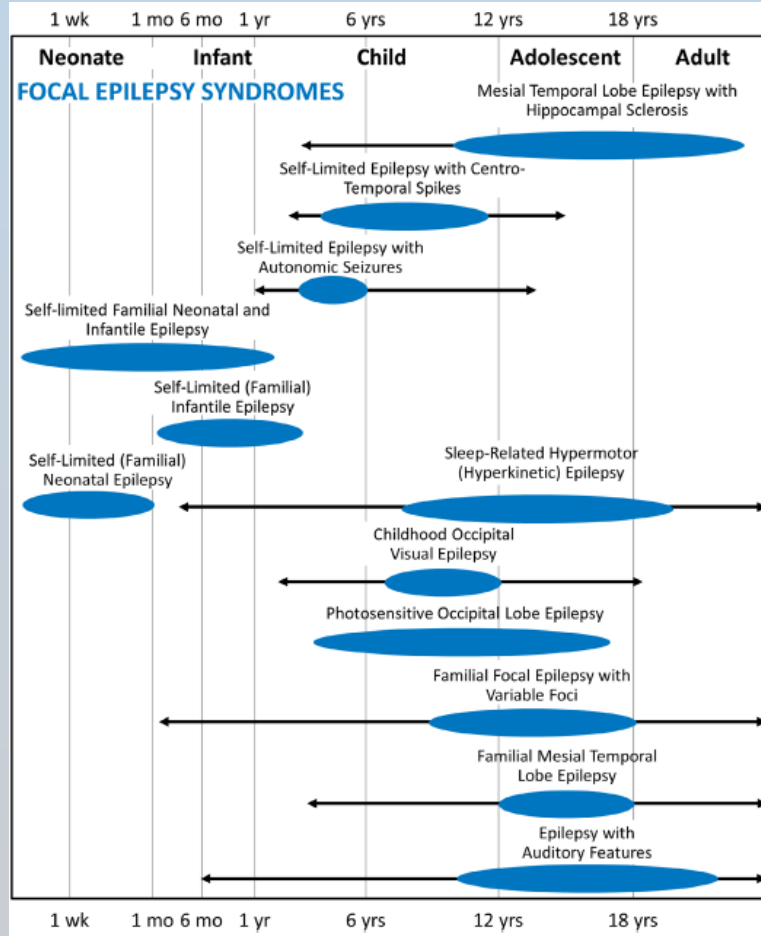 1 wk 1 mo 6 mo 1 yr 6 yrs 12 yrs 18 yrs
Neonate Infant Child Adolescent Adult
FOCAL EPILEPSY SYNDROMES
Mesial Temporal Lobe Epilepsy with
Hippocampal Sclerosis
Self-Limited Epilepsy with Centro-
Temporal Spikes
Self-Limited Epilepsy with
Autonomic Seizures
Self-limited Familial Neonatal and
Infantile Epilepsy
Self-Limited (Familial)
Infantile Epilepsy
Self-Limited (Familial)
Neonatal Epilepsy
Sleep-Related Hypermotor
(Hyperkinetic) Epilepsy
Childhood Occipital
Visual Epilepsy
Photosensitive Occipital Lobe Epilepsy
Familial Focal Epilepsy with
Variable Foci
Familial Mesial Temporal
Lobe Epilepsy
Epilepsy with
Auditory Features
1 wk 1 mo 6 mo 1 yr 6 yrs 12 yrs 18 yrs